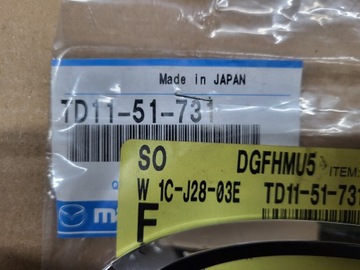 Made in JAPAN
TD11-51-731
SO DGFHMU5 ITEM:
W 1C-J28-03E TD11-51-731
F